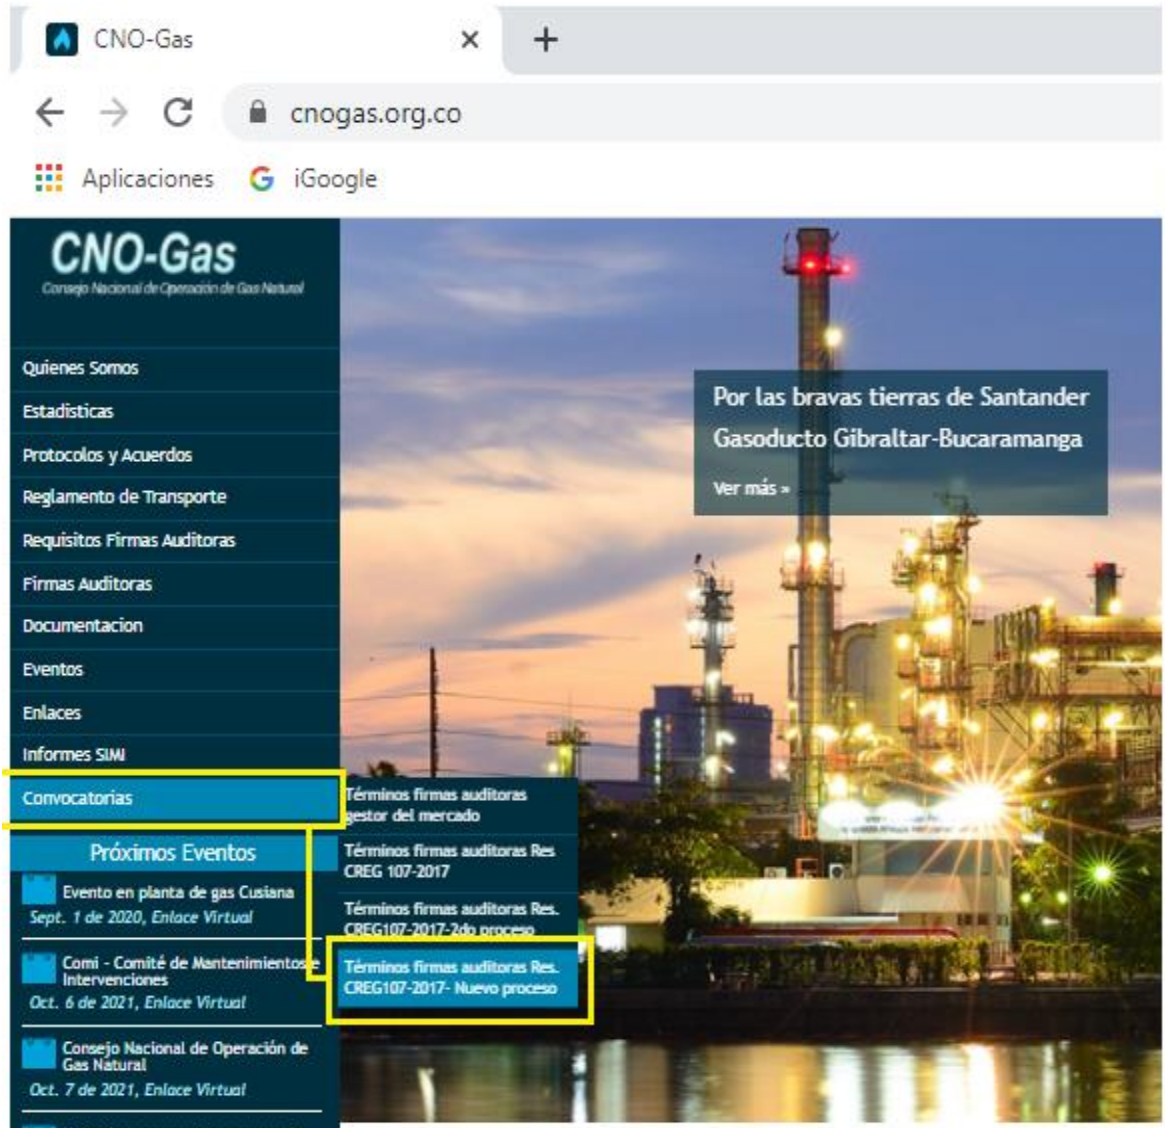 CNO-Gas
cnogas.org.co
Aplicaciones
iGoogle
CNO-Gas
Consejo Nacional de Operación de Gas Natural
Quienes Somos
Estadisticas
Protocolos y Acuerdos
Reglamento de Transporte
Requisitos Firmas Auditoras
Firmas Auditoras
Documentacion
Eventos
Enlaces
Informes SIMI
Convocatorias
Términos firmas auditoras
gestor del mercado
Términos firmas auditoras Res
CREG 107-2017
Términos firmas auditoras Res.
CREG107-2017-2do proceso
Términos firmas auditoras Res.
CREG107-2017- Nuevo proceso
Próximos Eventos
Evento en planta de gas Cusiana
Sept. 1 de 2020, Enlace Virtual
Comi - Comité de Mantenimientos e
Intervenciones
Oct. 6 de 2021, Enlace Virtual
Consejo Nacional de Operación de
Gas Natural
Oct. 7 de 2021, Enlace Virtual
Por las bravas tierras de Santander
Gasoducto Gibraltar-Bucaramanga
Ver más »